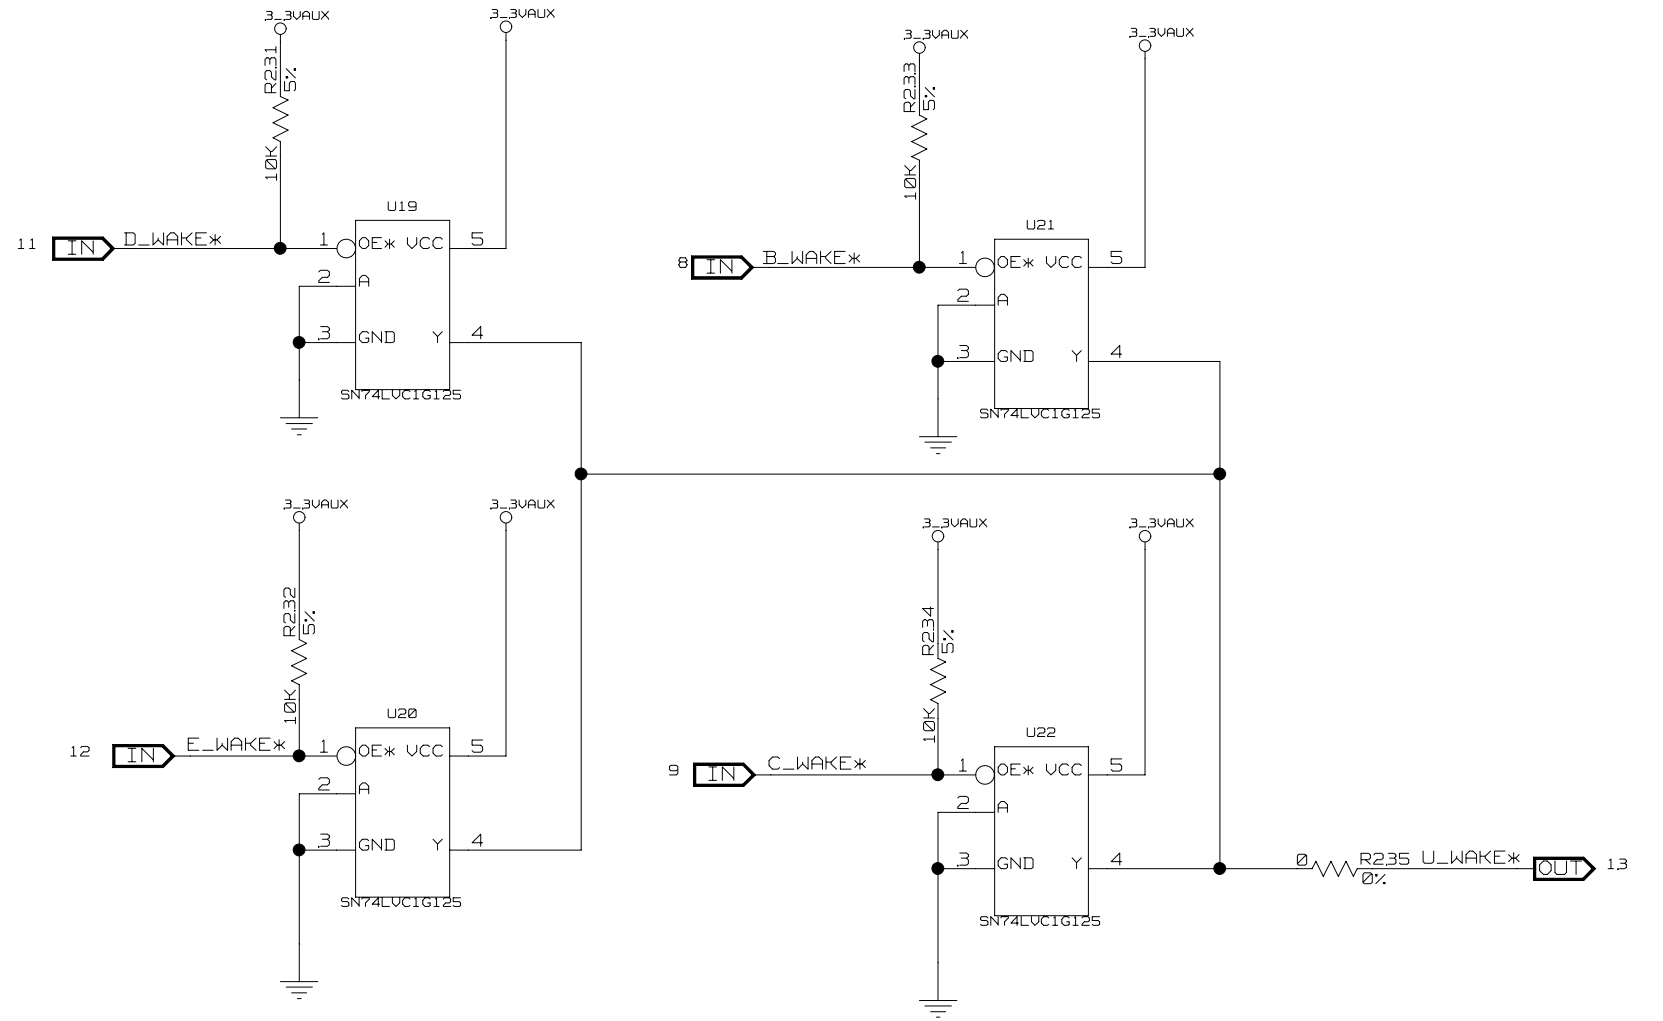 3_3VAUX
3_3VAUX
R231
5%
10K
U19
11 IN D_WAKE* 1 OE* VCC 5
2 A
3 GND Y 4
SN74LVC1G125
3_3VAUX
3_3VAUX
R233
5%
10K
U21
8 IN B_WAKE* 1 OE* VCC 5
2 A
3 GND Y 4
SN74LVC1G125
3_3VAUX
3_3VAUX
R232
5%
10K
U20
12 IN E_WAKE* 1 OE* VCC 5
2 A
3 GND Y 4
SN74LVC1G125
3_3VAUX
3_3VAUX
R234
5%
10K
U22
9 IN C_WAKE* 1 OE* VCC 5
2 A
3 GND Y 4
SN74LVC1G125
0 R235 U_WAKE* OUT 13
0%